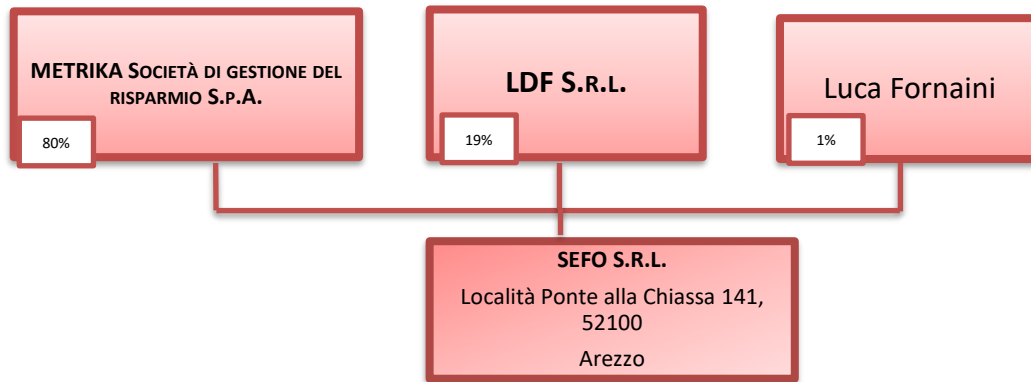 METRIKA SOCIETÀ DI GESTIONE DEL
RISPARMIO S.P.A.
80%
LDF S.R.L.
19%
Luca Fornaini
1%
SEFO S.R.L.
Località Ponte alla Chiassa 141,
52100
Arezzo